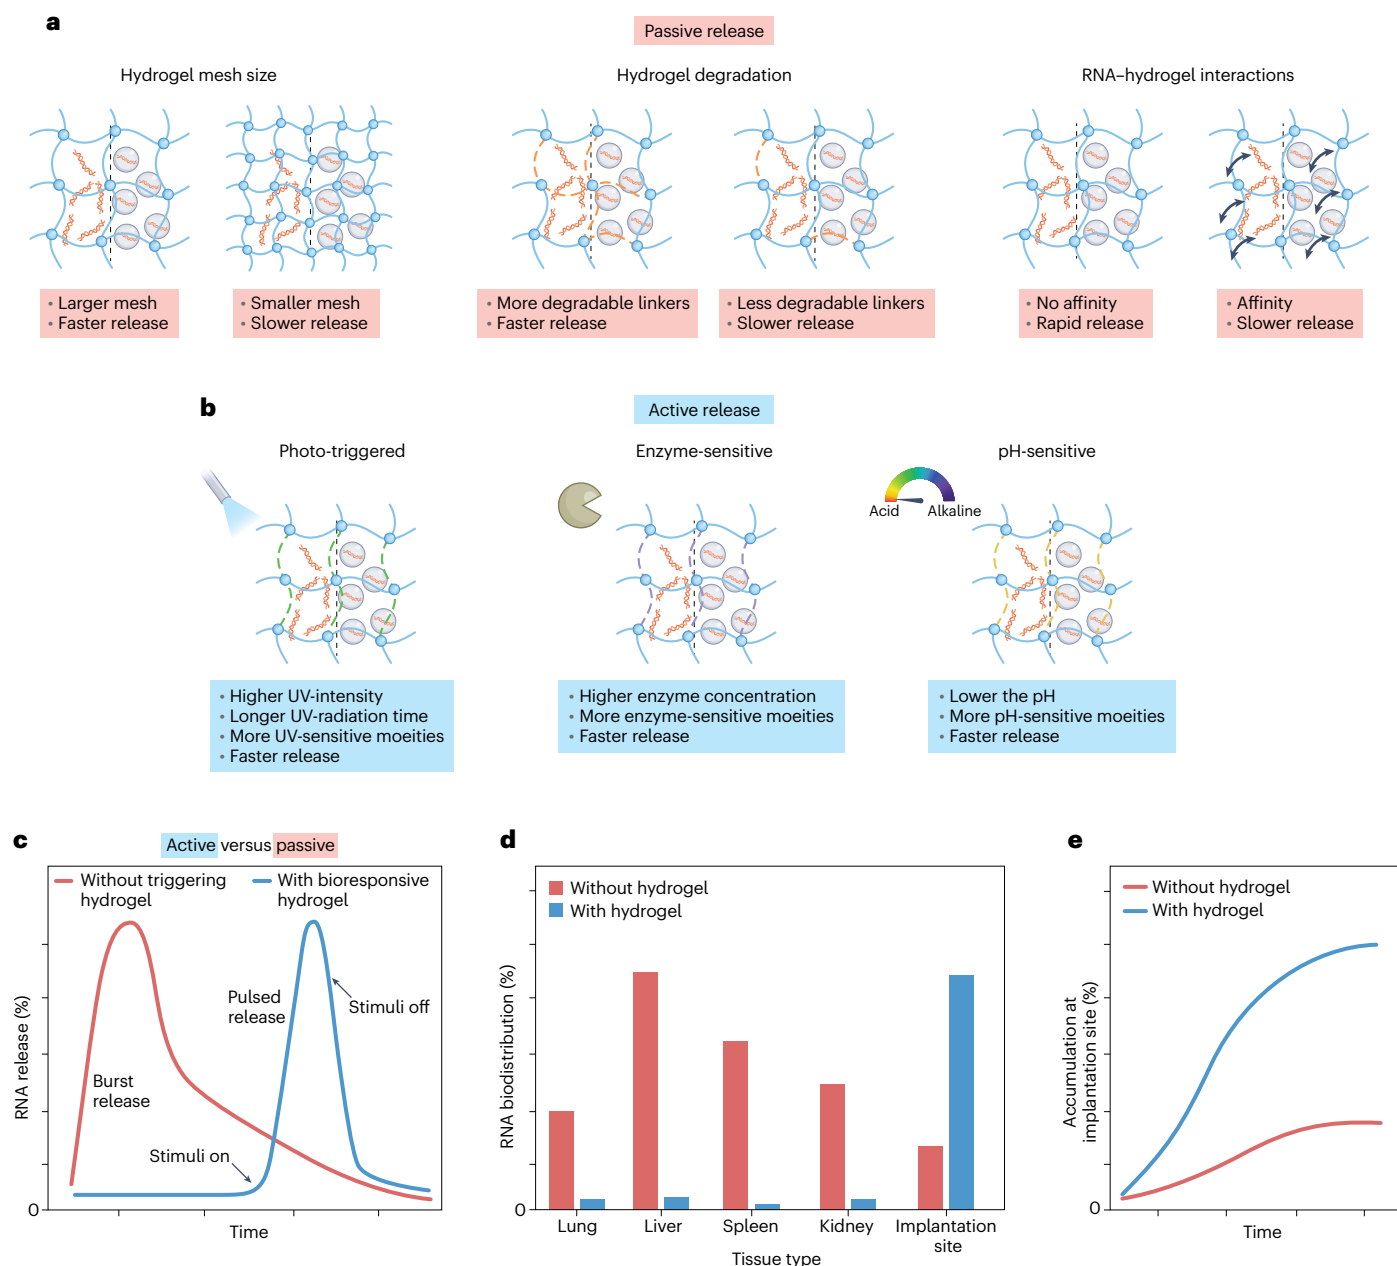 a
Passive release
Hydrogel mesh size
Hydrogel degradation
RNA–hydrogel interactions
• Larger mesh
• Faster release
• Smaller mesh
• Slower release
• More degradable linkers
• Faster release
• Less degradable linkers
• Slower release
• No affinity
• Rapid release
• Affinity
• Slower release
b
Active release
Photo-triggered
Enzyme-sensitive
pH-sensitive
Acid
Alkaline
• Higher UV-intensity
• Longer UV-radiation time
• More UV-sensitive moeities
• Faster release
• Higher enzyme concentration
• More enzyme-sensitive moeities
• Faster release
• Lower the pH
• More pH-sensitive moeities
• Faster release
c
Active versus passive
Without triggering
hydrogel
With bioresponsive
hydrogel
RNA release (%)
Burst
release
Pulsed
release
Stimuli off
Stimuli on
0
Time
d
Without hydrogel
With hydrogel
RNA biodistribution (%)
0
Lung
Liver
Spleen
Kidney
Implantation
site
Tissue type
e
Without hydrogel
With hydrogel
Accumulation at
implantation site (%)
0
Time